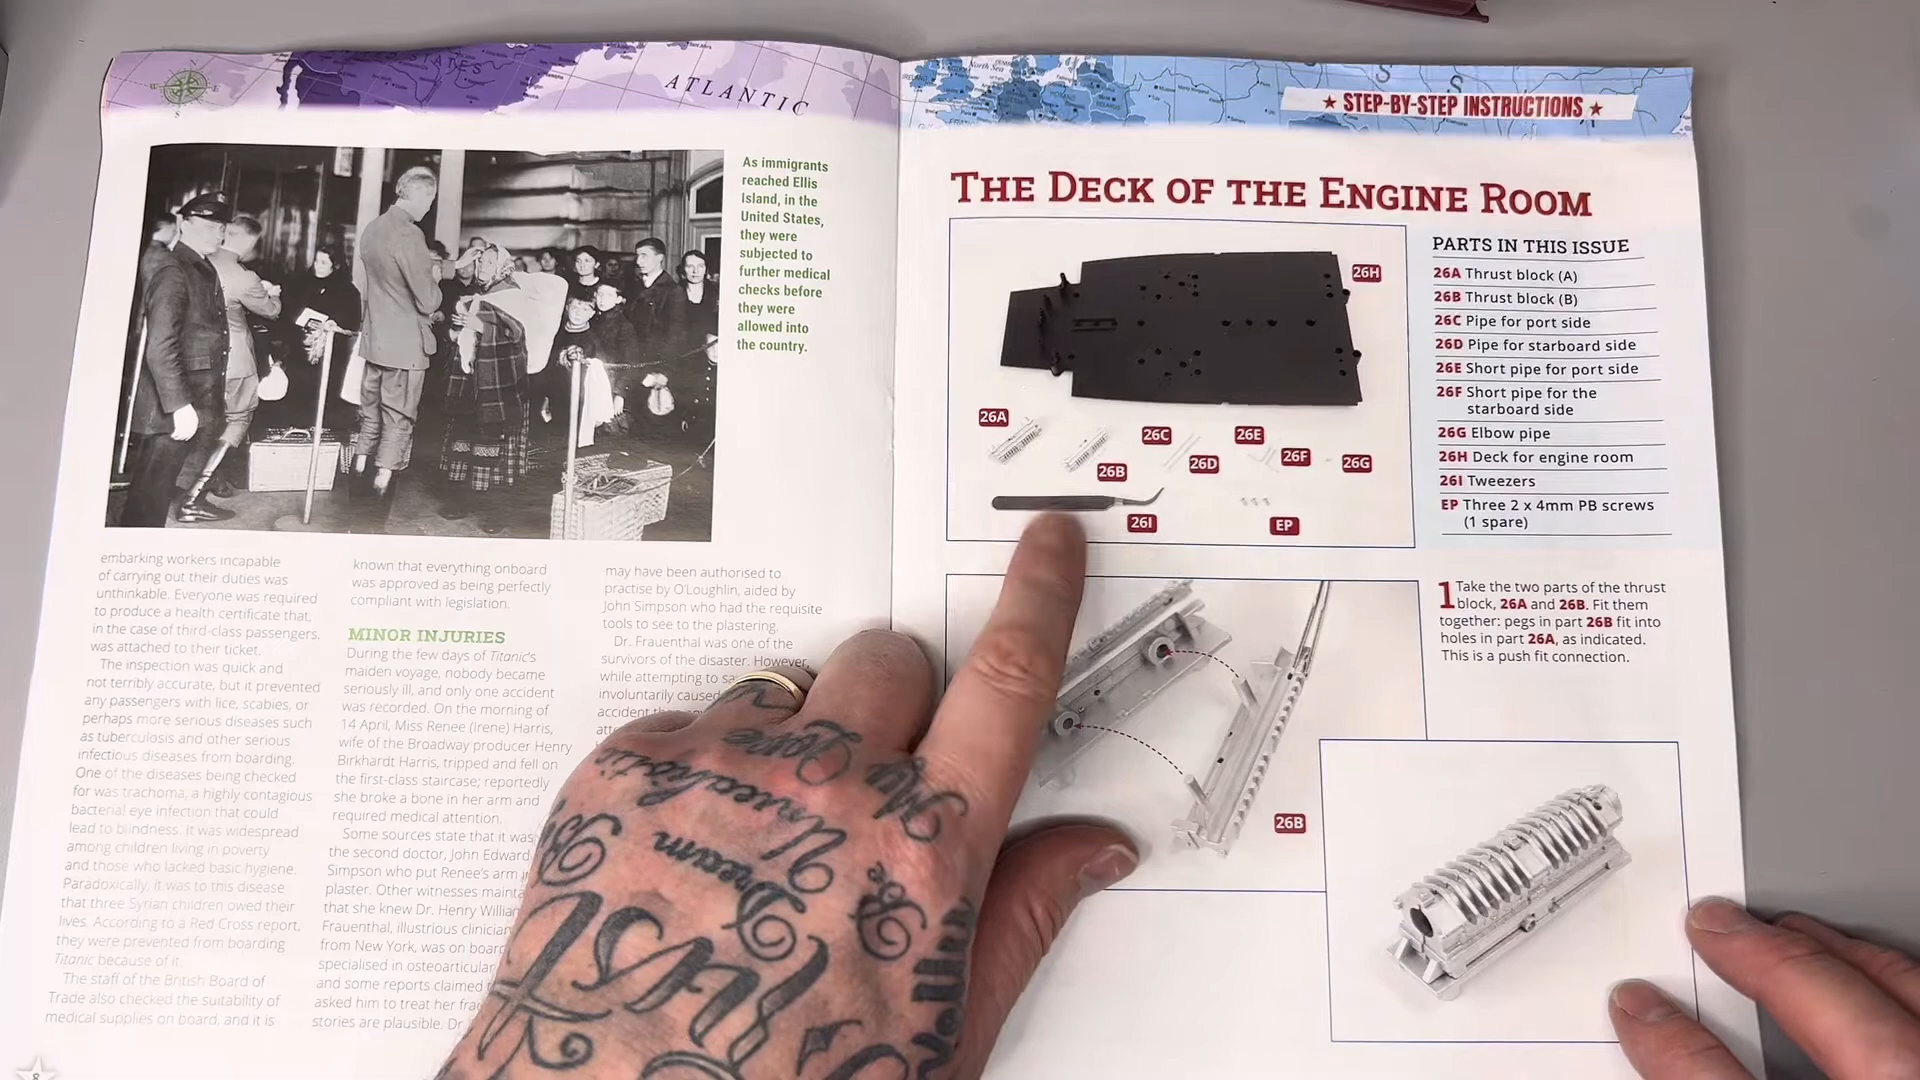 STATES
ATLANTIC
As immigrants
reached Ellis
Island, in the
United States,
they were
subjected to
further medical
checks before
they were
allowed into
the country.
embarking workers incapable
of carrying out their duties was
unthinkable. Everyone was required
to produce a health certificate that,
in the case of third-class passengers,
was attached to their ticket.
The inspection was quick and
not terribly accurate, but it prevented
any passengers with lice, scabies, or
perhaps more serious diseases such
as tuberculosis and other serious
infectious diseases from boarding.
One of the diseases being checked
for was trachoma, a highly contagious
bacterial eye infection that could
lead to blindness. It was widespread
among children living in poverty
and those who lacked basic hygiene.
Paradoxically, it was to this disease
that three Syrian children owed their
lives. According to a Red Cross report,
they were prevented from boarding
Titanic because of it.
The staff of the British Board of
Trade also checked the suitability of
medical supplies on board, and it is
8
known that everything onboard
was approved as being perfectly
compliant with legislation.
MINOR INJURIES
During the few days of Titanic's
maiden voyage, nobody became
seriously ill, and only one accident
was recorded. On the morning of
14 April, Miss Renee (Irene) Harris,
wife of the Broadway producer Henry
Birkhardt Harris, tripped and fell on
the first-class staircase; reportedly
she broke a bone in her arm and
required medical attention.
Some sources state that it was
the second doctor, John Edward
Simpson who put Renee's arm
plaster. Other witnesses
that she knew Dr. Henry
Frauenthal, illustrious clinician
from New York, was on board
specialised in
and some reports claimed
asked him to treat her
stories are plausible. Dr.
may have been authorised to
practise by O'Loughlin, aided by
John Simpson who had the requisite
tools to see to the plastering.
Dr. Frauenthal was one of the
survivors of the disaster. However,
while attempting to
involuntarily caused
accident
North Sea
★ STEP-BY-STEP INSTRUCTIONS ★
THE DECK OF THE ENGINE ROOM
26H
26A
26B
26C
26D
26E
26F
26G
26I
EP
PARTS IN THIS ISSUE
26A Thrust block (A)
26B Thrust block (B)
26C Pipe for port side
26D Pipe for starboard side
26E Short pipe for port side
26F Short pipe for the
starboard side
26G Elbow pipe
26H Deck for engine room
26I Tweezers
EP Three 2 x 4mm PB screws
(1 spare)
1 Take the two parts of the thrust
block, 26A and 26B. Fit them
together: pegs in part 26B fit into
holes in part 26A, as indicated.
This is a push fit connection.
26B
My Love
Dream
Just